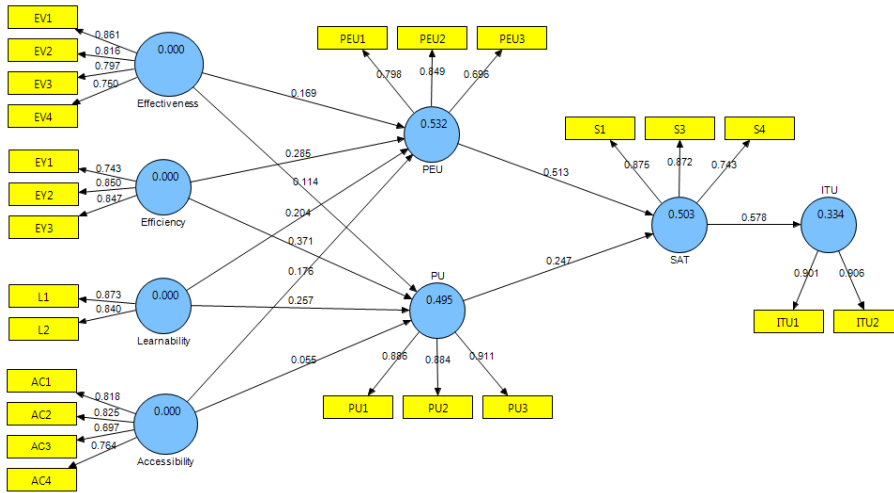 EV1
0.861
EV2
0.816
EV3
0.797
EV4
0.750
0.000
Effectiveness
EY1
0.743
EY2
0.850
EY3
0.847
0.000
Efficiency
L1
0.873
L2
0.840
0.000
Learnability
AC1
0.818
AC2
0.825
AC3
0.697
AC4
0.764
0.000
Accessibility
0.169
0.285
0.114
0.204
0.371
0.176
0.257
0.055
PEU1
PEU2
PEU3
0.798
0.849
0.696
0.532
PEU
PU
0.495
0.886
0.884
0.911
PU1
PU2
PU3
0.513
0.247
S1
S3
S4
0.875
0.872
0.743
0.503
SAT
0.578
ITU
0.334
0.901
0.906
ITU1
ITU2